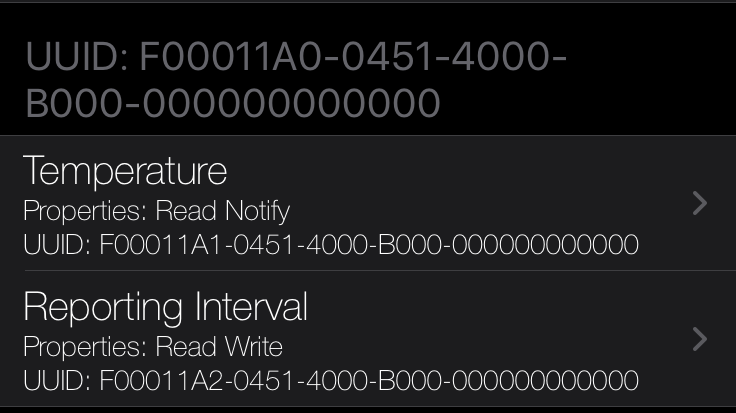 UUID: F00011A0-0451-4000-
B000-000000000000
Temperature
Properties: Read Notify
UUID: F00011A1-0451-4000-B000-000000000000
Reporting Interval
Properties: Read Write
UUID: F00011A2-0451-4000-B000-000000000000